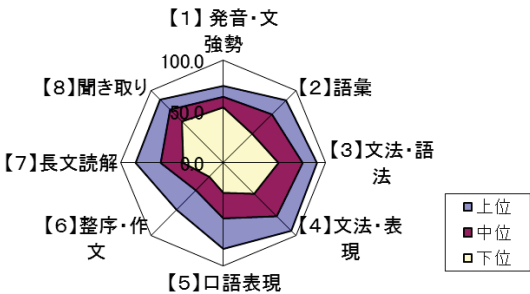 【1】 発音・文
強勢
100.0
【8】聞き取り
【2】語彙
50.0
【7】長文読解
0.0
【3】文法・語
法
【6】整序・作
文
【4】文法・表
現
【5】口語表現
上位
中位
下位